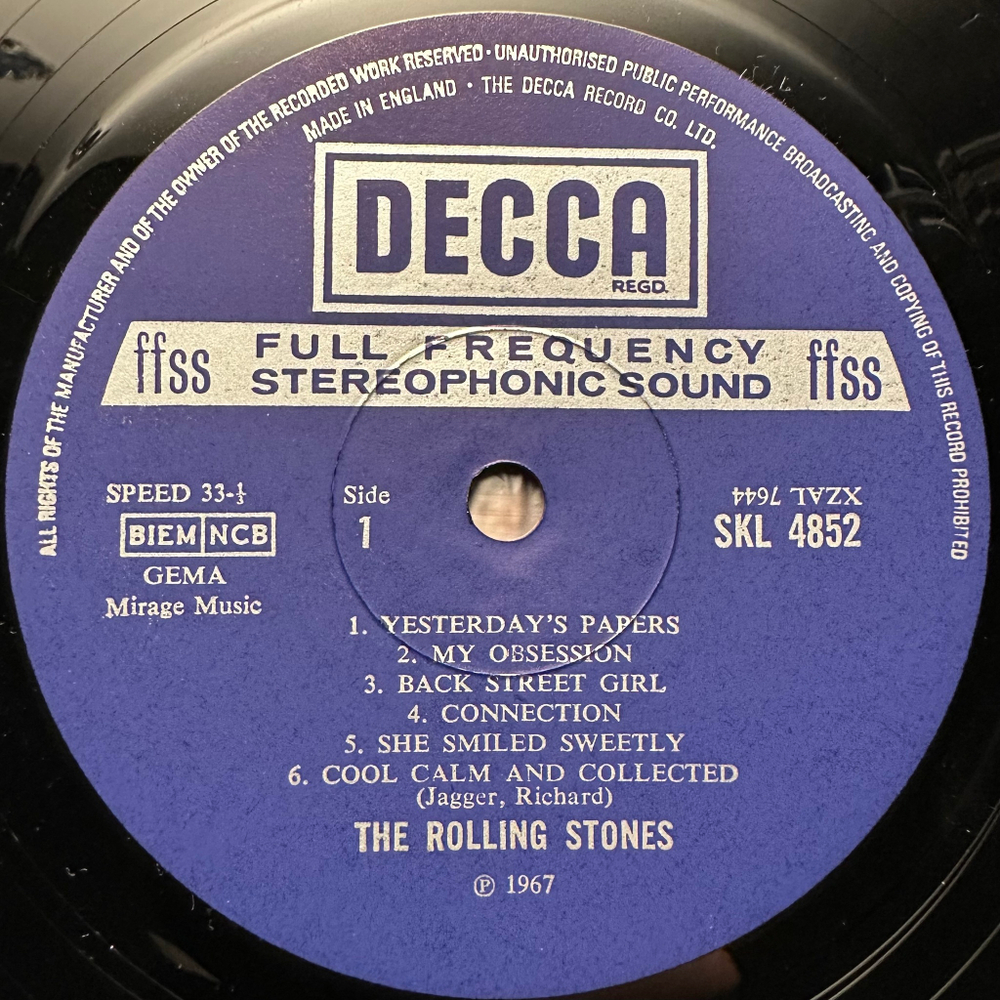 ALL RIGHTS OF THE MANUFACTURER AND OF THE OWNER OF THE RECORDED WORK RESERVED · UNAUTHORISED PUBLIC PERFORMANCE BROADCASTING AND COPYING OF THIS RECORD PROHIBITED
MADE IN ENGLAND · THE DECCA RECORD CO. LTD.
DECCA
REGD.
ffss FULL FREQUENCY ffss
STEREOPHONIC SOUND
SPEED 33-⅓
BIEM NCB
GEMA
Mirage Music
Side
1
XZAL 7644
SKL 4852
1. YESTERDAY'S PAPERS
2. MY OBSESSION
3. BACK STREET GIRL
4. CONNECTION
5. SHE SMILED SWEETLY
6. COOL CALM AND COLLECTED
(Jagger, Richard)
THE ROLLING STONES
℗ 1967